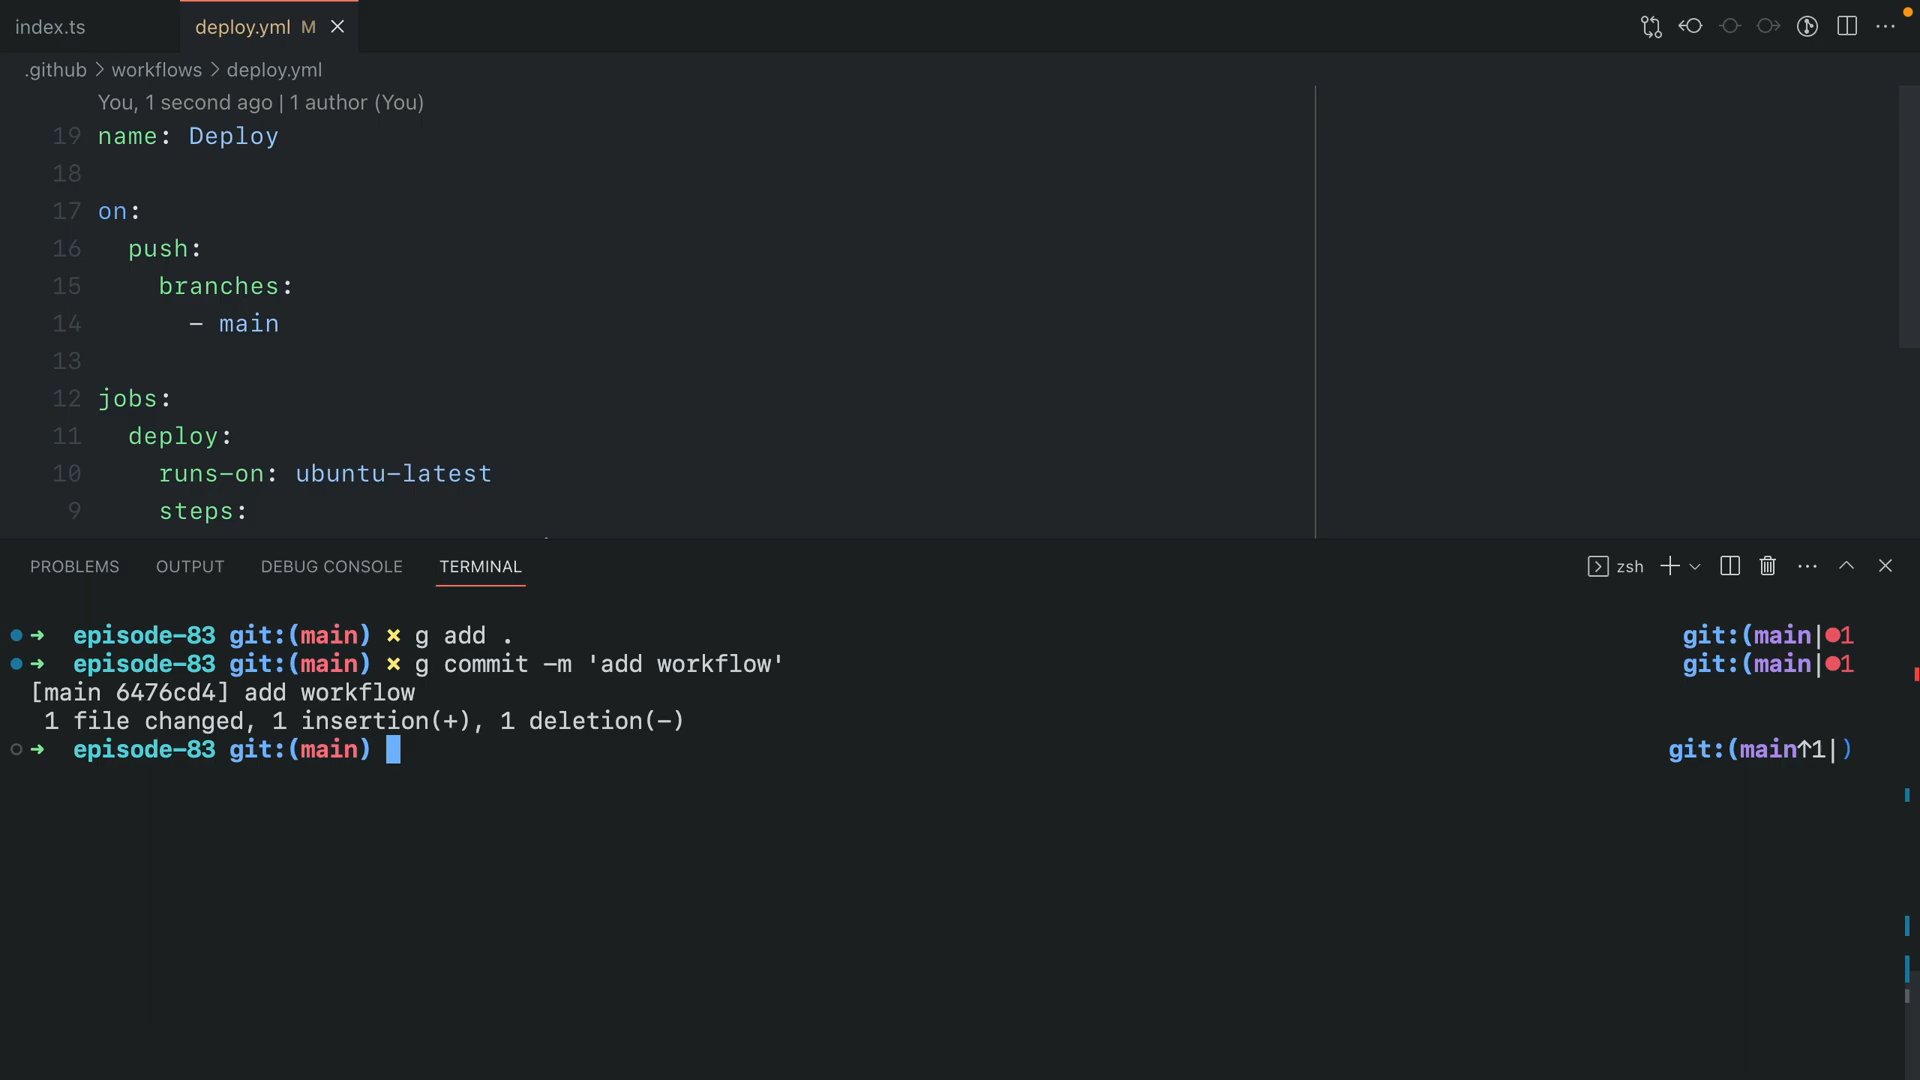 index.ts
deploy.yml M
.github > workflows > deploy.yml
You, 1 second ago | 1 author (You)
19 name: Deploy
18
17 on:
16 push:
15 branches:
14 - main
13
12 jobs:
11 deploy:
10 runs-on: ubuntu-latest
9 steps:
PROBLEMS OUTPUT DEBUG CONSOLE TERMINAL
zsh
➜ episode-83 git:(main) ✗ g add . git:(main|●1
➜ episode-83 git:(main) ✗ g commit -m 'add workflow' git:(main|●1
[main 6476cd4] add workflow
1 file changed, 1 insertion(+), 1 deletion(-)
➜ episode-83 git:(main) git:(main↑1|)